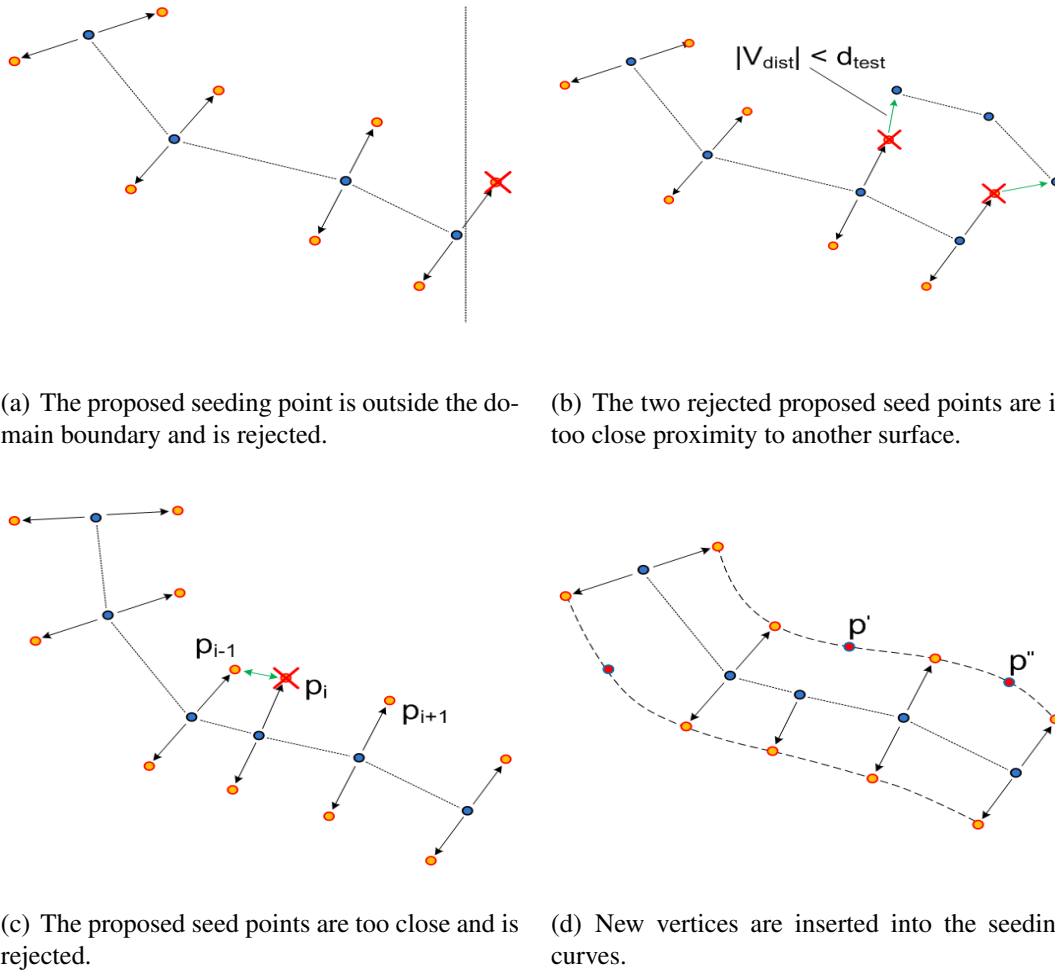 |V_dist| < d_test
(a) The proposed seeding point is outside the do-
main boundary and is rejected.
(b) The two rejected proposed seed points are i
too close proximity to another surface.
p_i-1
p_i
p_i+1
p'
p"
(c) The proposed seed points are too close and is
rejected.
(d) New vertices are inserted into the seedin
curves.